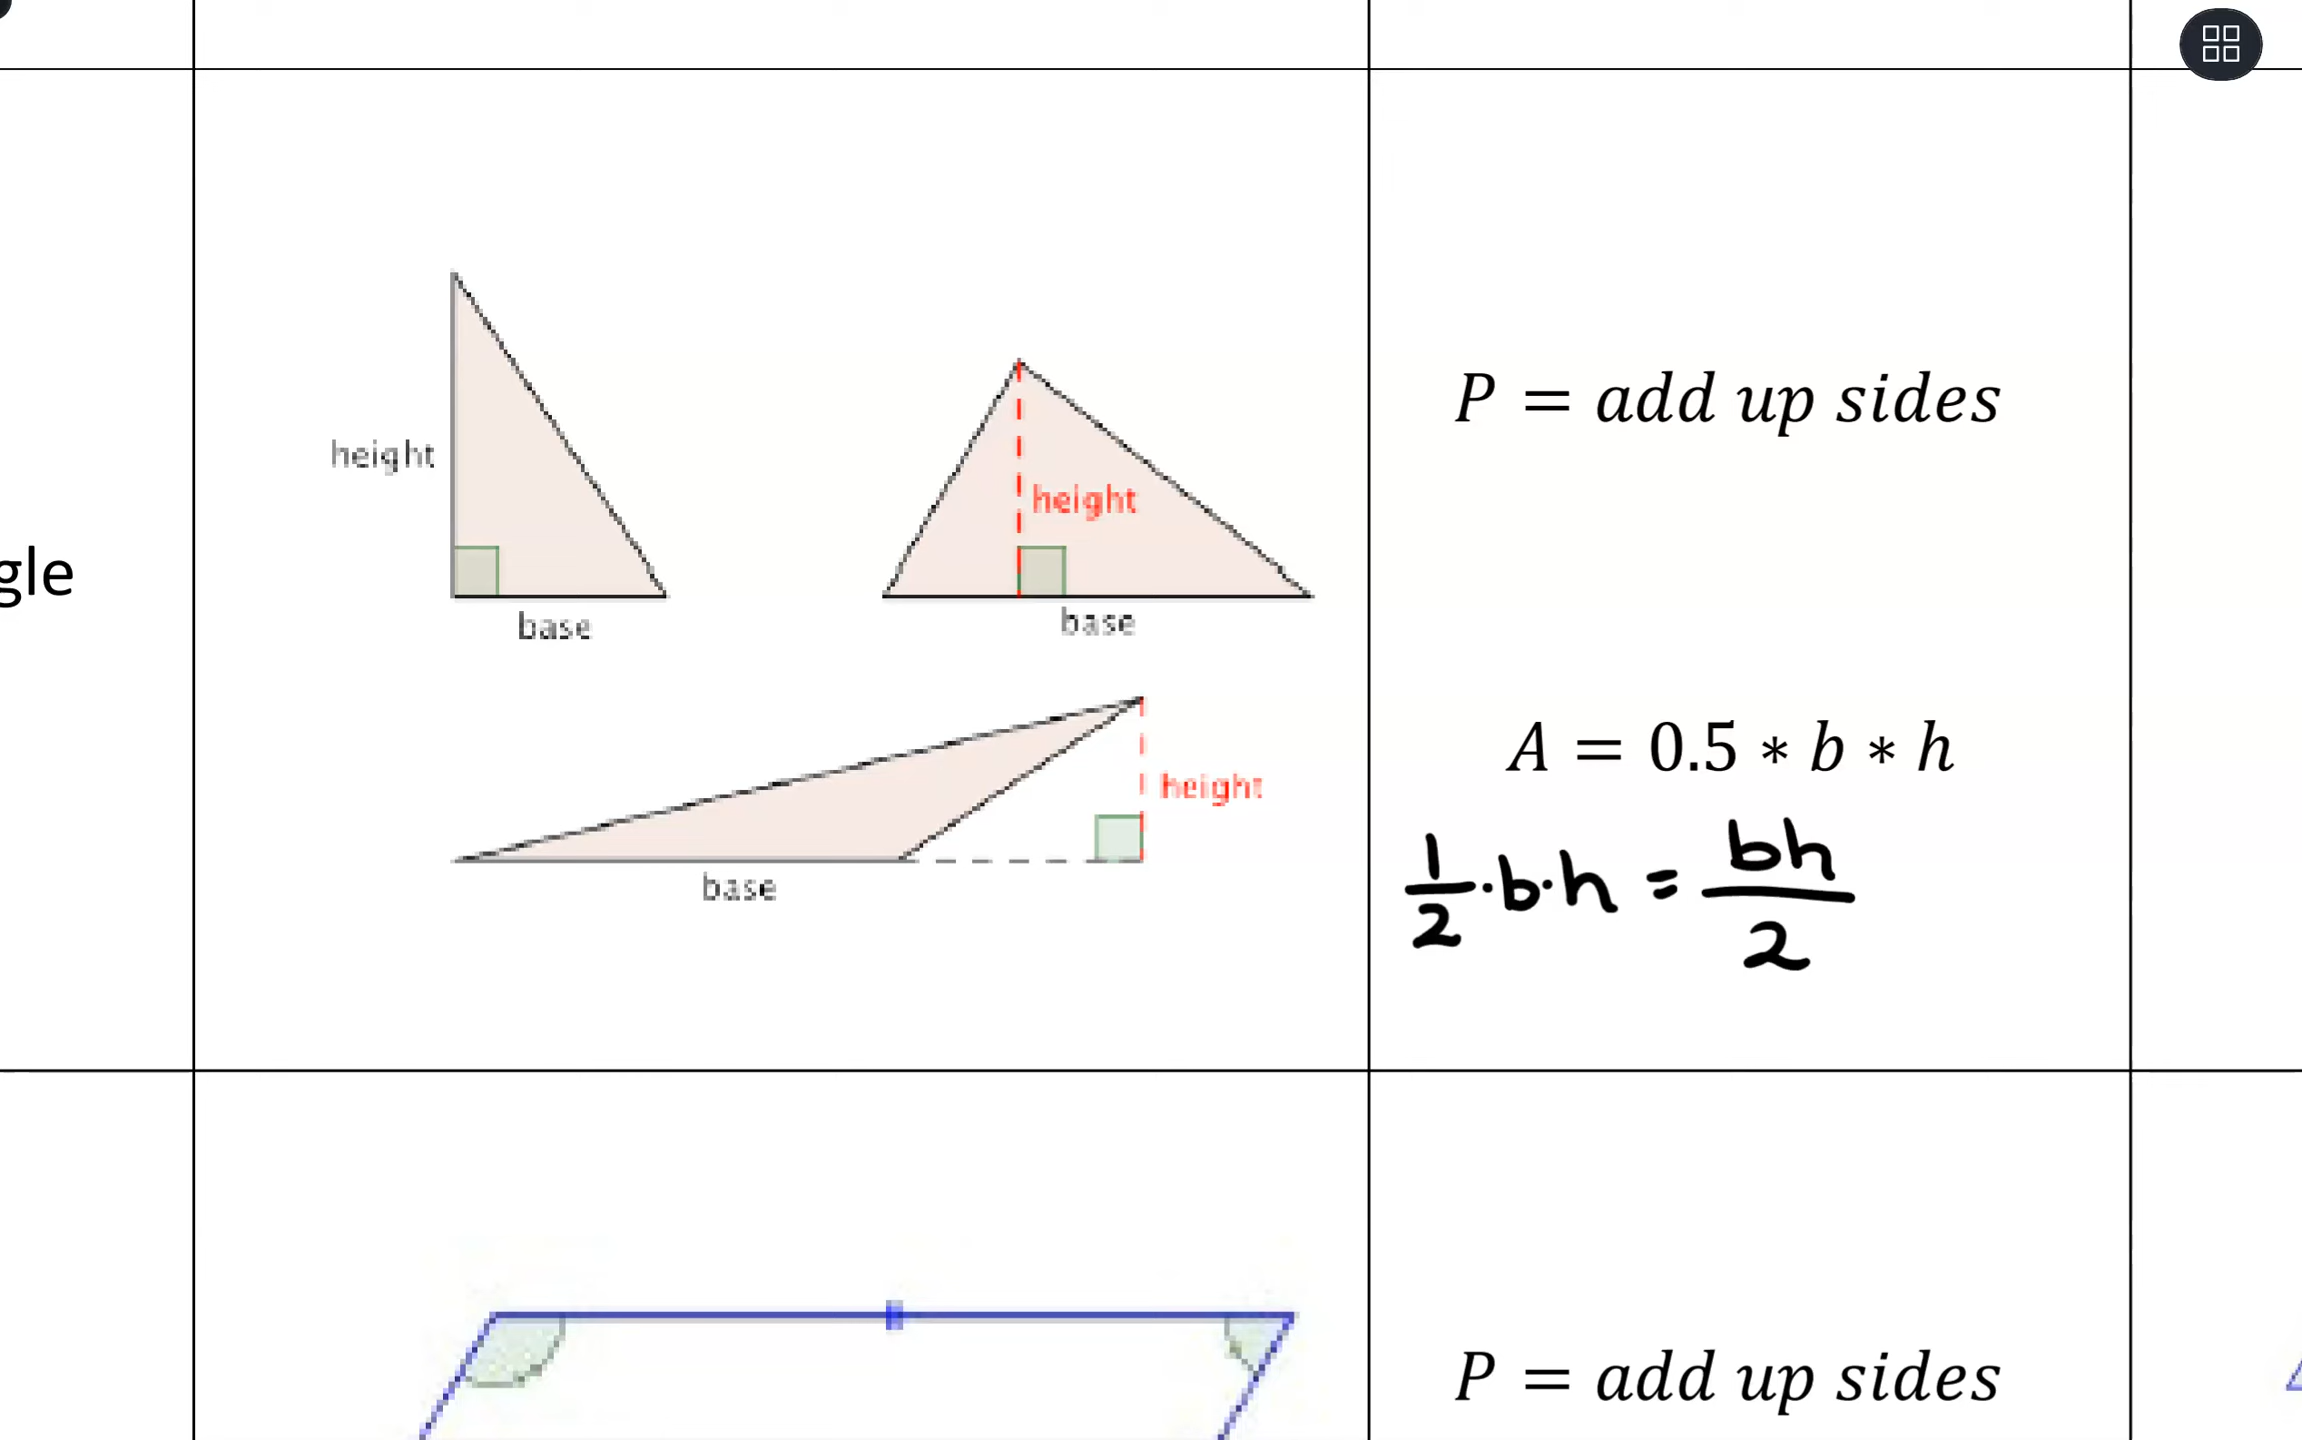 height
height
base
base
gle
height
base
P = add up sides
A = 0.5 * b * h
1/2 · b · h = bh/2
P = add up sides